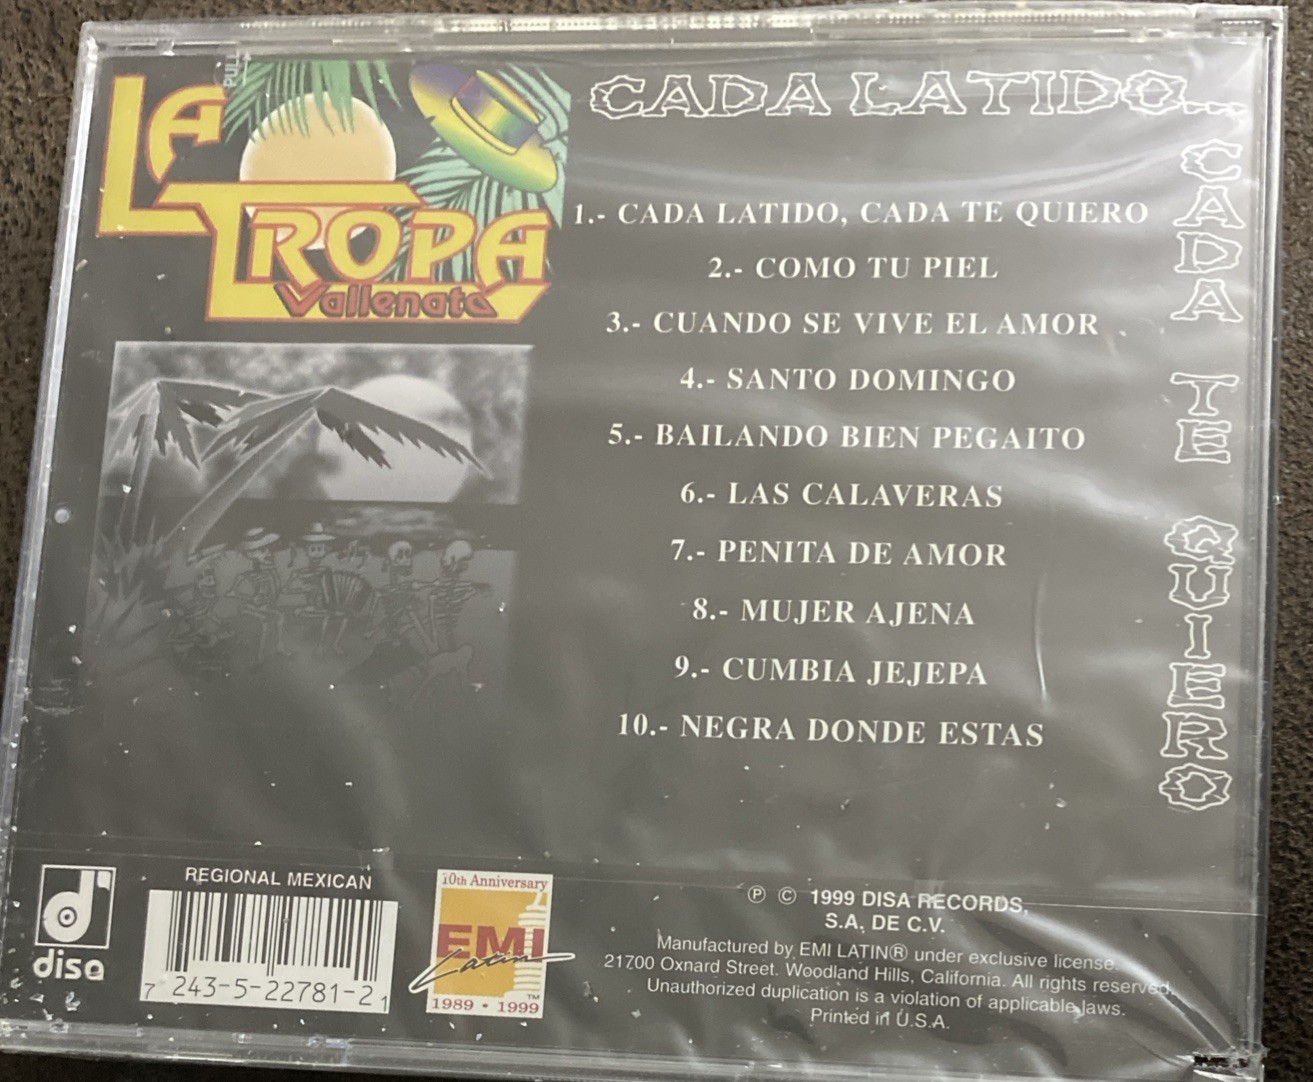 PULL
LA
TROPA
Vallenata
CADA LATIDO...
CADA TE QUIERO
1.- CADA LATIDO, CADA TE QUIERO
2.- COMO TU PIEL
3.- CUANDO SE VIVE EL AMOR
4.- SANTO DOMINGO
5.- BAILANDO BIEN PEGAITO
6.- LAS CALAVERAS
7.- PENITA DE AMOR
8.- MUJER AJENA
9.- CUMBIA JEJEPA
10.- NEGRA DONDE ESTAS
d
disa
REGIONAL MEXICAN
7 243-5-22781-2 1
10th Anniversary
EMI
Latin
TM
1989 • 1999
℗ © 1999 DISA RECORDS,
S.A. DE C.V.
Manufactured by EMI LATIN® under exclusive license.
21700 Oxnard Street. Woodland Hills, California. All rights reserved.
Unauthorized duplication is a violation of applicable laws.
Printed in U.S.A.